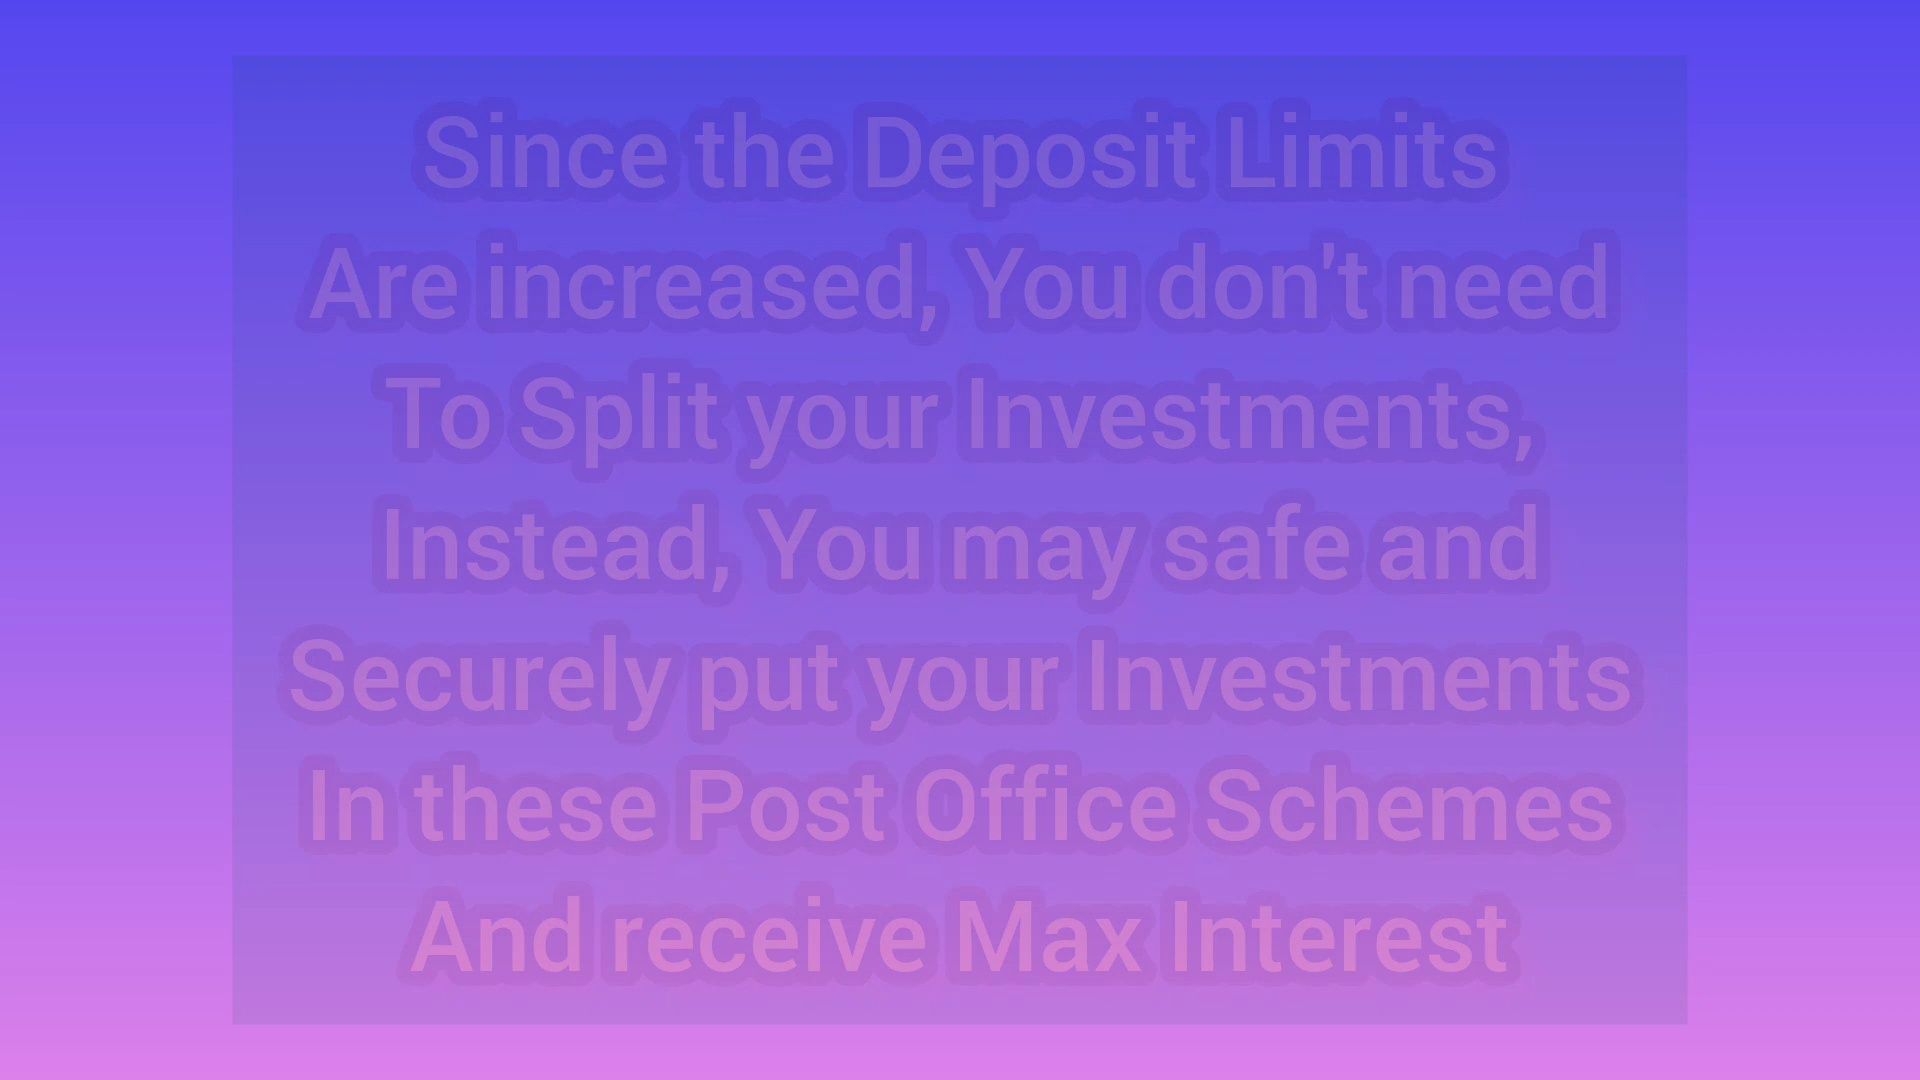 Since the Deposit Limits
Are increased, You don't need
To Split your Investments,
Instead, You may safe and
Securely put your Investments
In these Post Office Schemes
And receive Max Interest